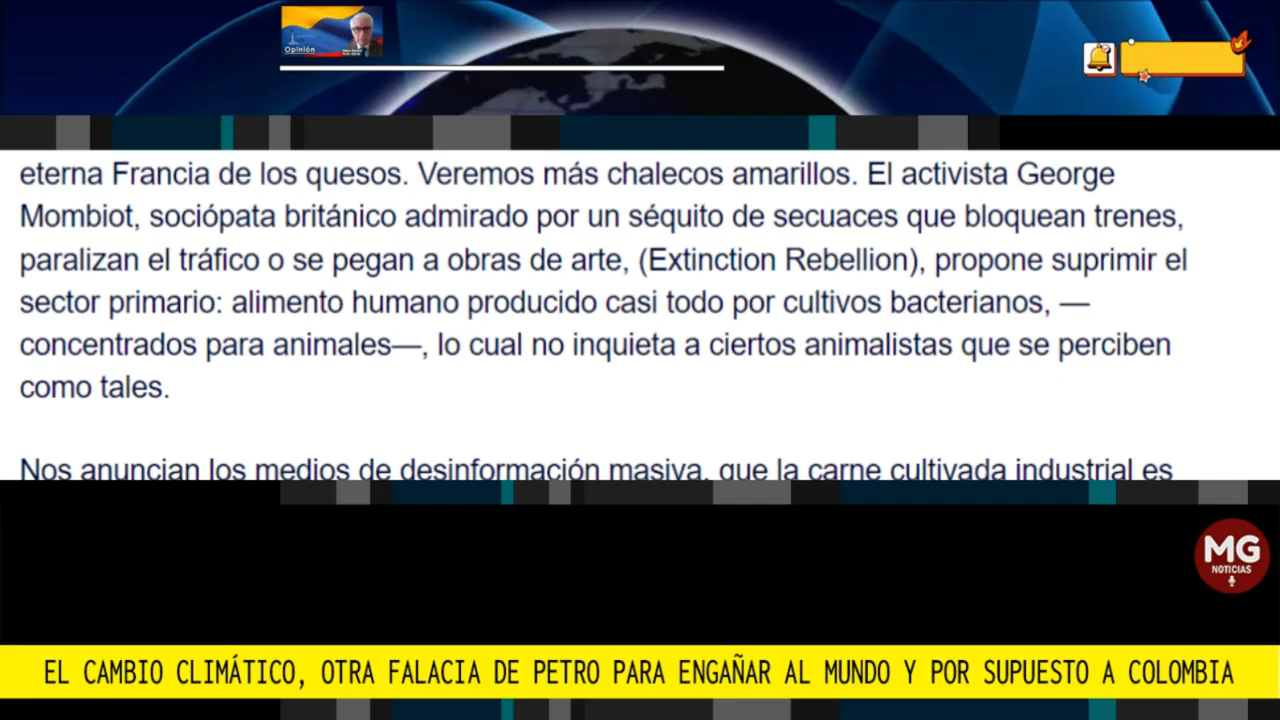 Opinión
eterna Francia de los quesos. Veremos más chalecos amarillos. El activista George
Mombiot, sociópata británico admirado por un séquito de secuaces que bloquean trenes,
paralizan el tráfico o se pegan a obras de arte, (Extinction Rebellion), propone suprimir el
sector primario: alimento humano producido casi todo por cultivos bacterianos, —
concentrados para animales—, lo cual no inquieta a ciertos animalistas que se perciben
como tales.
Nos anuncian los medios de desinformación masiva, que la carne cultivada industrial es
MG
NOTICIAS
EL CAMBIO CLIMÁTICO, OTRA FALACIA DE PETRO PARA ENGAÑAR AL MUNDO Y POR SUPUESTO A COLOMBIA